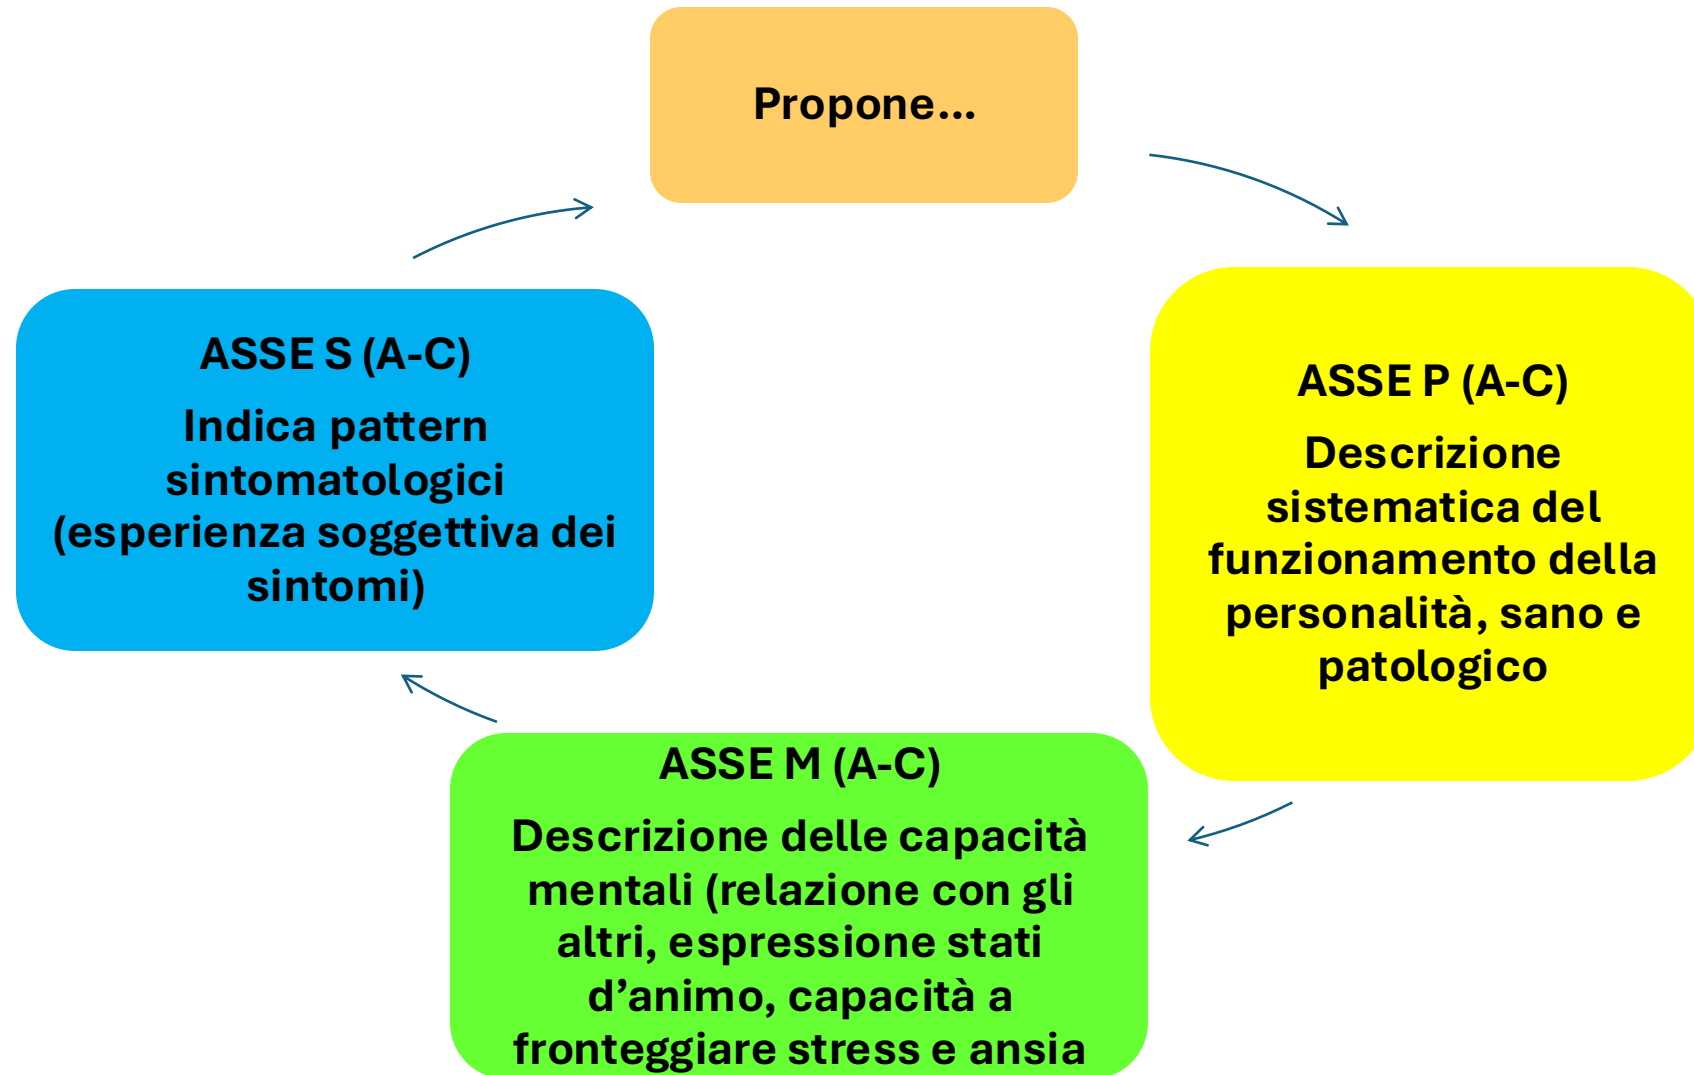 Propone...
ASSE P (A-C)
Descrizione
sistematica del
funzionamento della
personalità, sano e
patologico
ASSE M (A-C)
Descrizione delle capacità
mentali (relazione con gli
altri, espressione stati
d’animo, capacità a
fronteggiare stress e ansia
ASSE S (A-C)
Indica pattern
sintomatologici
(esperienza soggettiva dei
sintomi)